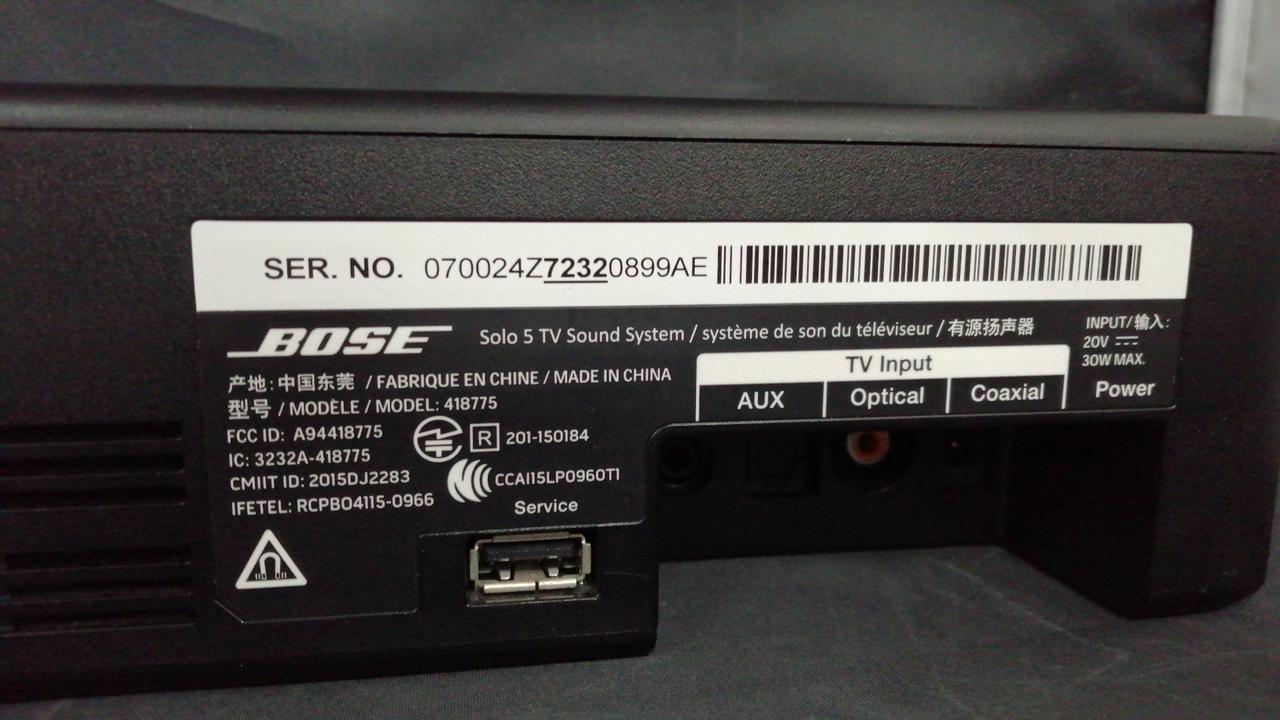 SER. NO. 070024Z72320899AE
BOSE Solo 5 TV Sound System / système de son du téléviseur / 有源扬声器
产地: 中国东莞 / FABRIQUE EN CHINE / MADE IN CHINA
型号 / MODÈLE / MODEL: 418775
FCC ID: A94418775
IC: 3232A-418775
CMIIT ID: 2015DJ2283
IFETEL: RCPBO4115-0966
R 201-150184
CCAI15LP0960T1
Service
TV Input
AUX Optical Coaxial
INPUT/输入:
20V
30W MAX.
Power